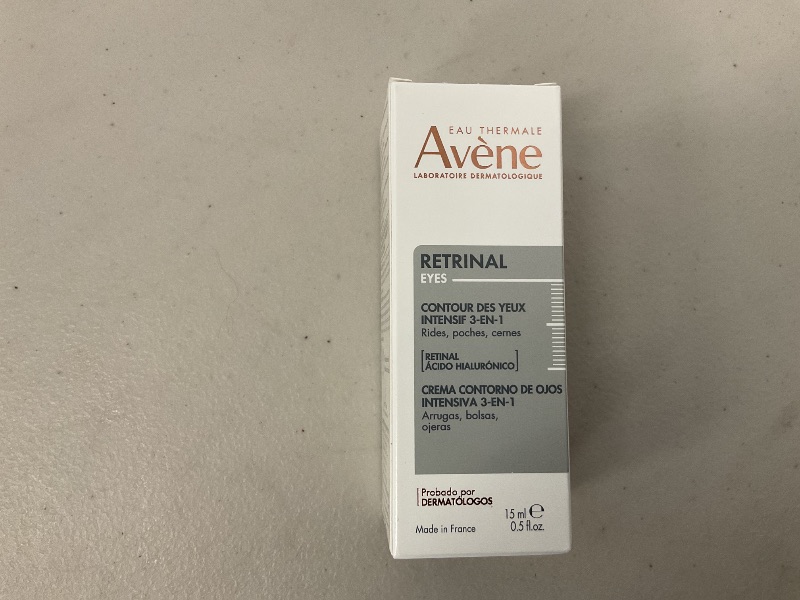 EAU THERMALE
Avène
LABORATOIRE DERMATOLOGIQUE
RETRINAL
EYES
CONTOUR DES YEUX
INTENSIF 3-EN-1
Rides, poches, cernes
[RETINAL
ÁCIDO HIALURÓNICO]
CREMA CONTORNO DE OJOS
INTENSIVA 3-EN-1
Arrugas, bolsas,
ojeras
Probado por
DERMATÓLOGOS
15 ml ℮
0.5 fl.oz.
Made in France